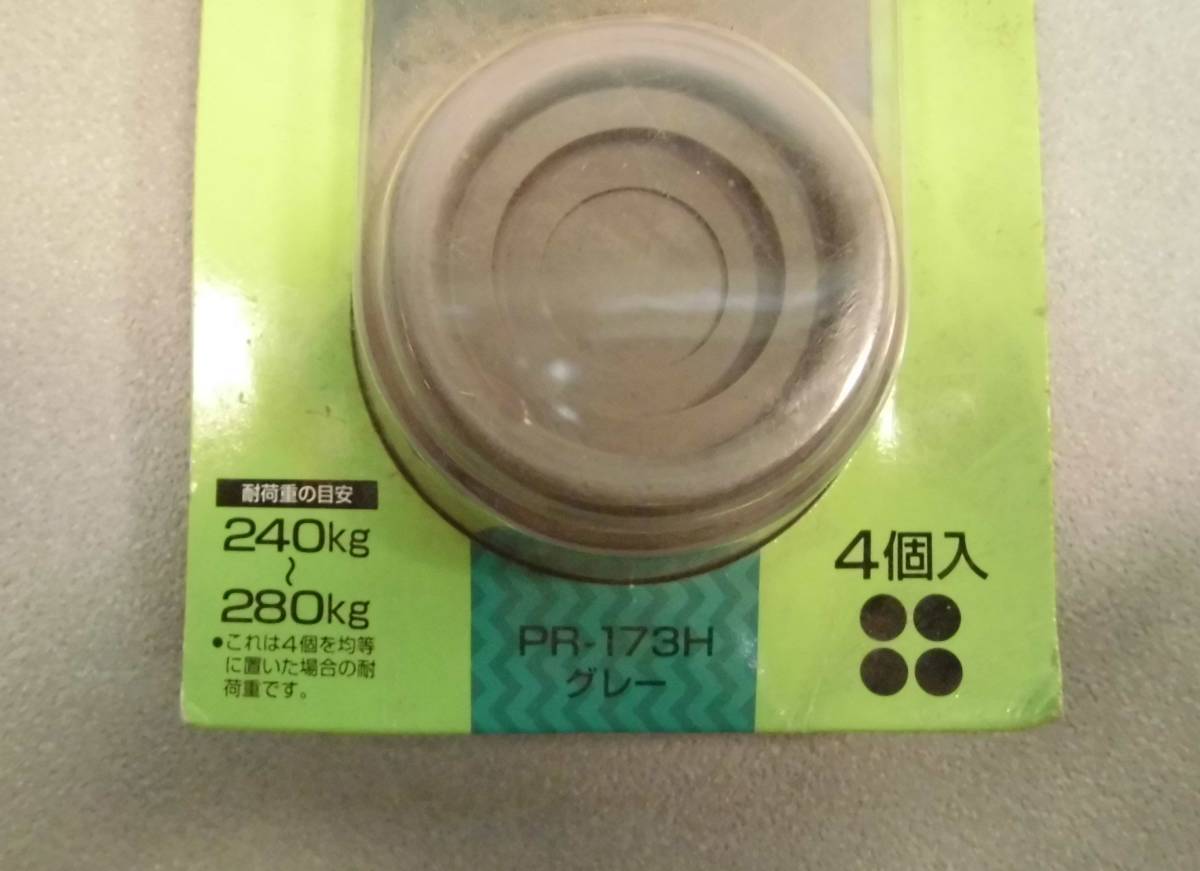 耐荷重の目安
240kg
〜
280kg
●これは4個を均等
に置いた場合の耐
荷重です。
PR-173H
グレー
4個入